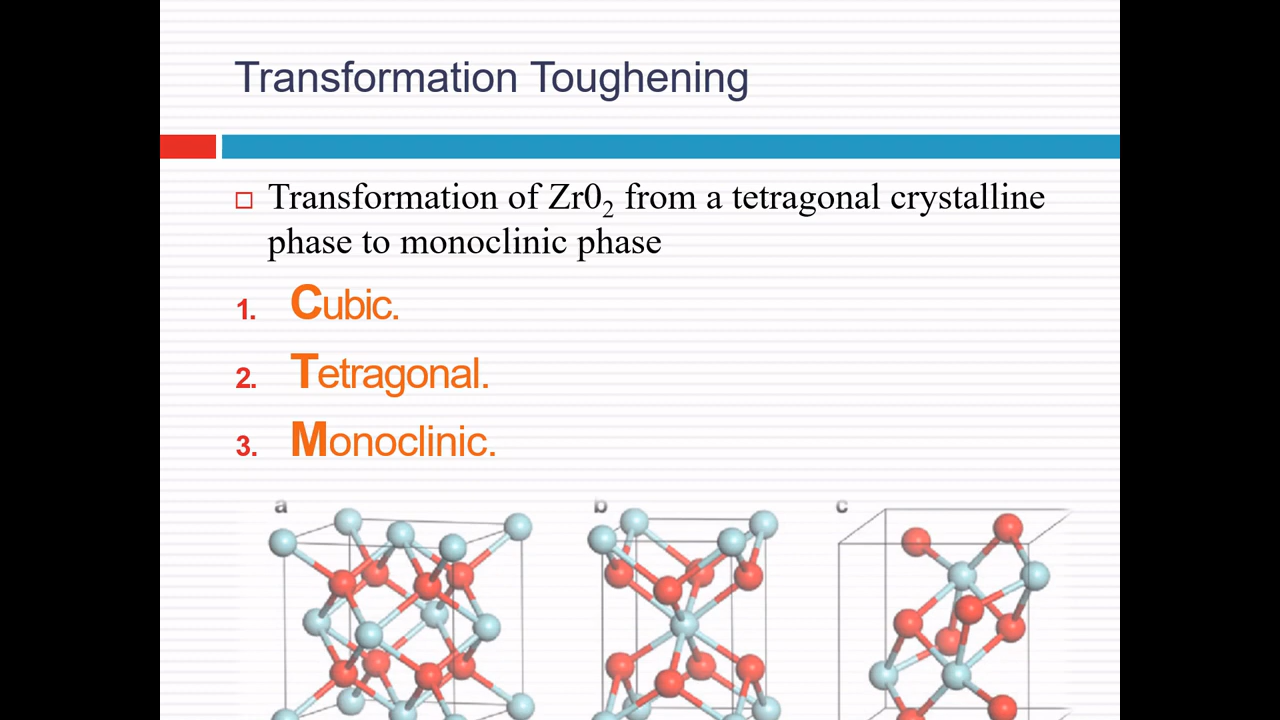 Transformation Toughening
Transformation of Zr0₂ from a tetragonal crystalline
phase to monoclinic phase
1. Cubic.
2. Tetragonal.
3. Monoclinic.
a b c